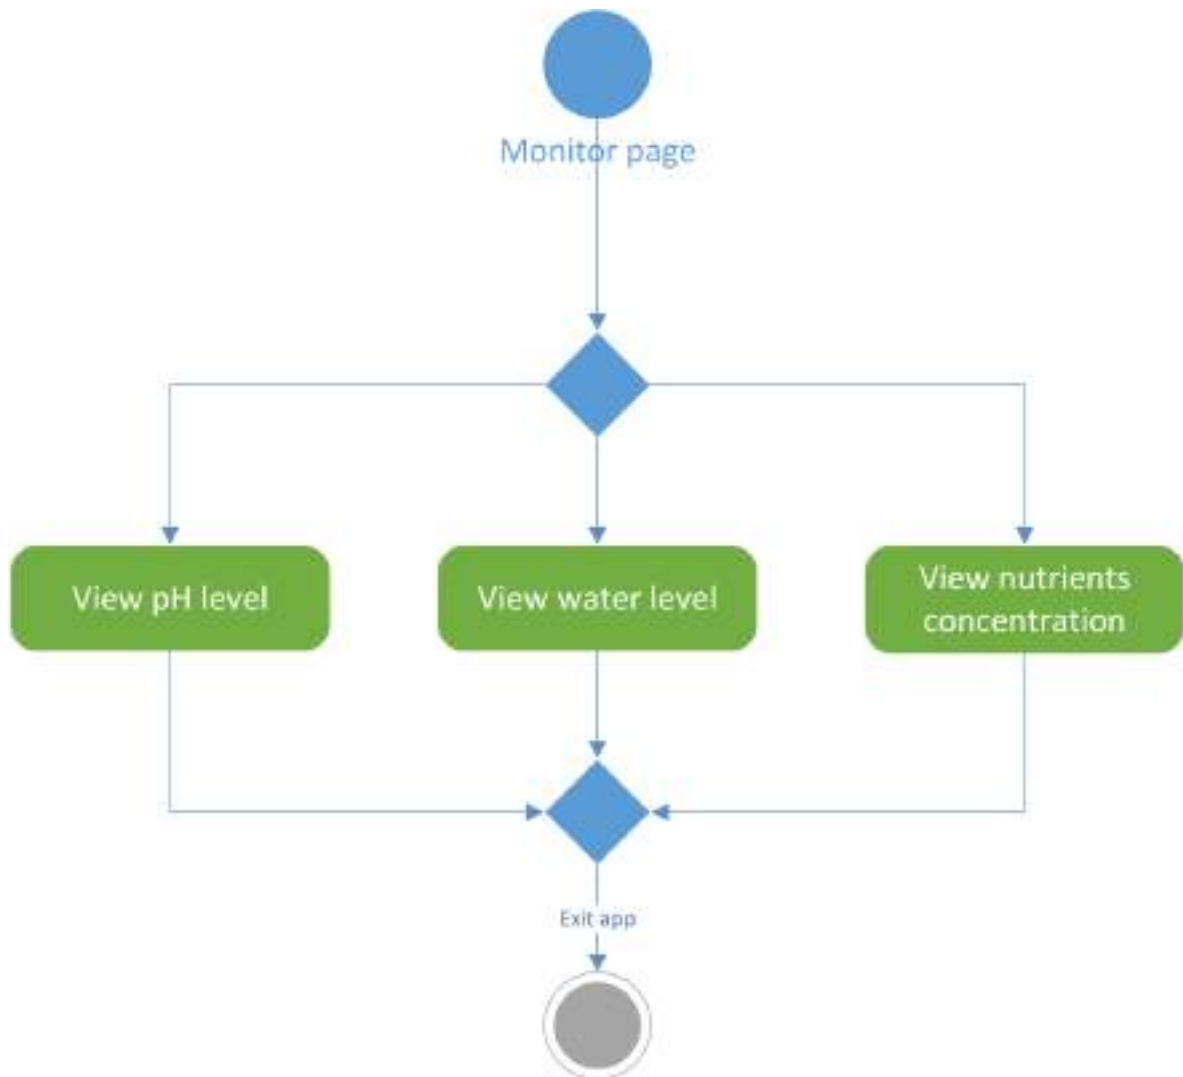 Monitor page
View pH level
View water level
View nutrients
concentration
Exit app